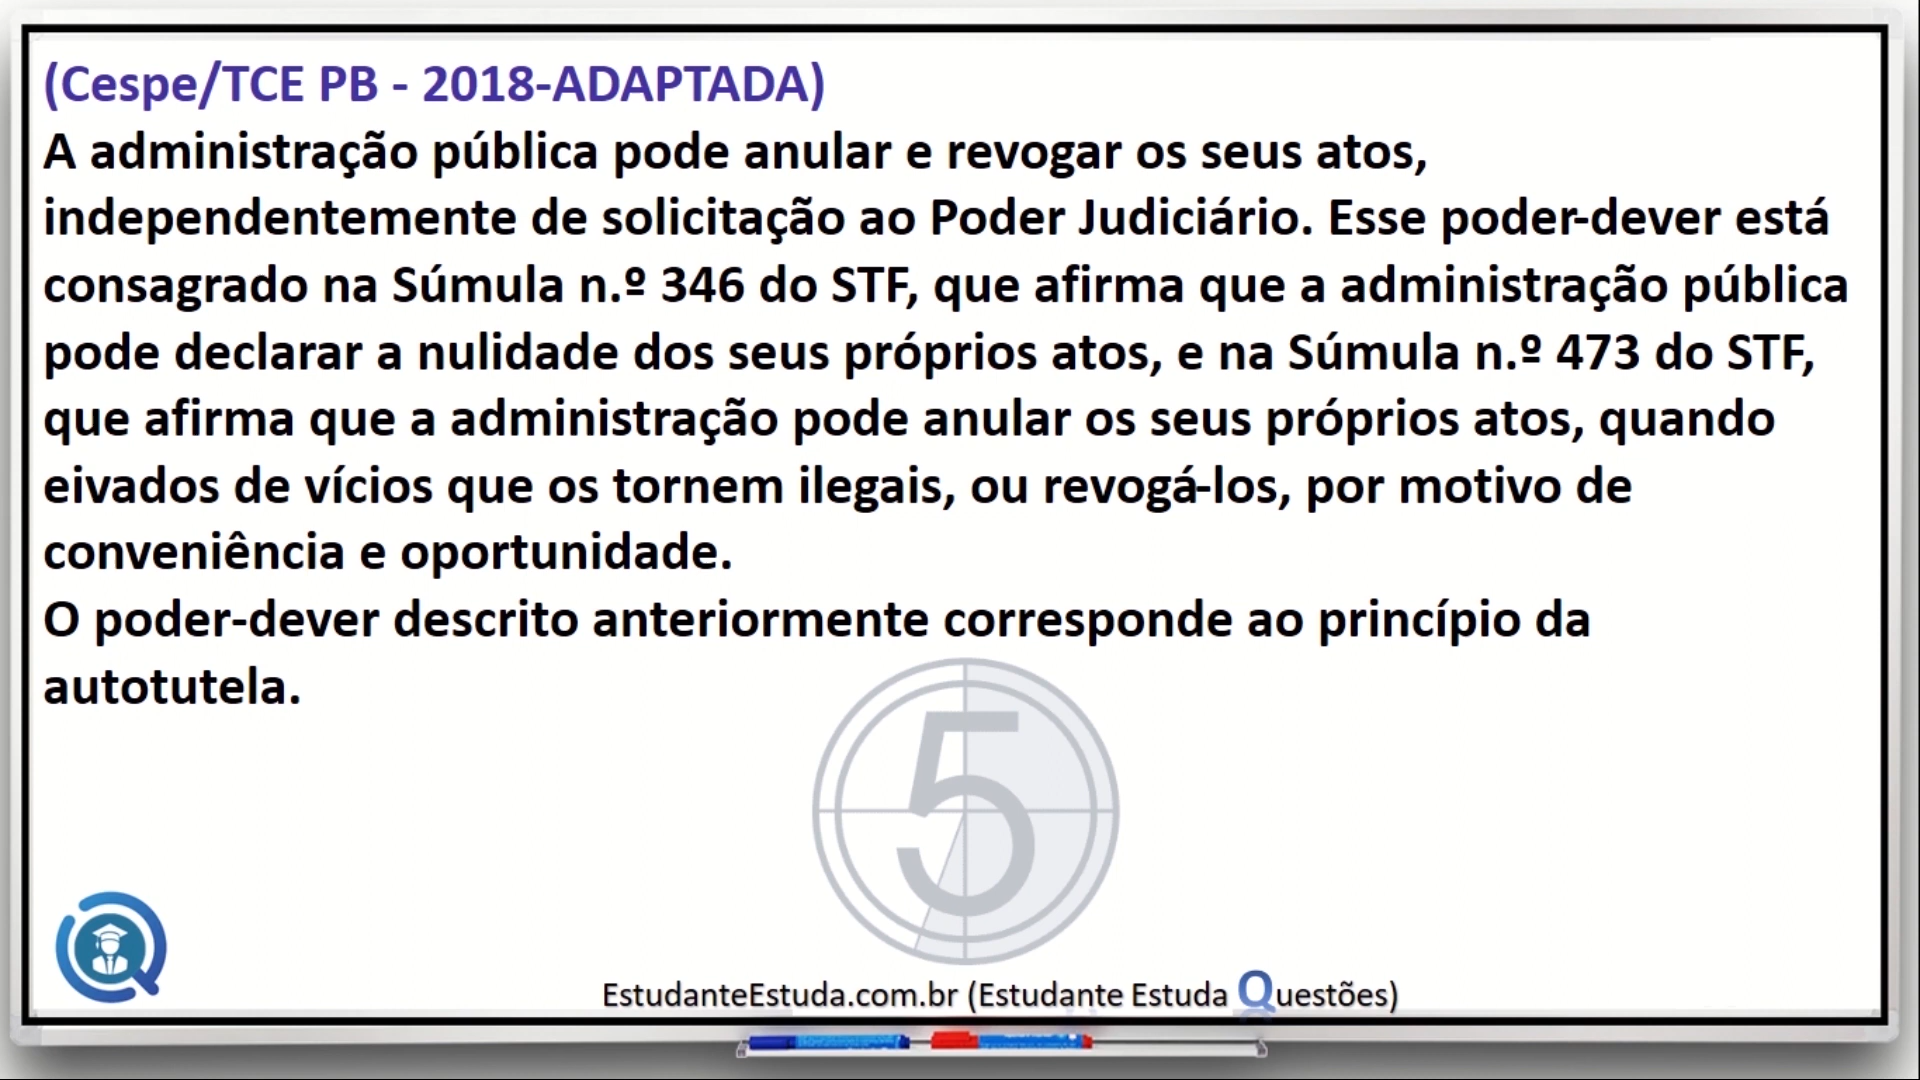 (Cespe/TCE PB - 2018-ADAPTADA)
A administração pública pode anular e revogar os seus atos,
independentemente de solicitação ao Poder Judiciário. Esse poder-dever está
consagrado na Súmula n.º 346 do STF, que afirma que a administração pública
pode declarar a nulidade dos seus próprios atos, e na Súmula n.º 473 do STF,
que afirma que a administração pode anular os seus próprios atos, quando
eivados de vícios que os tornem ilegais, ou revogá-los, por motivo de
conveniência e oportunidade.
O poder-dever descrito anteriormente corresponde ao princípio da
autotutela.
5
EstudanteEstuda.com.br (Estudante Estuda Questões)